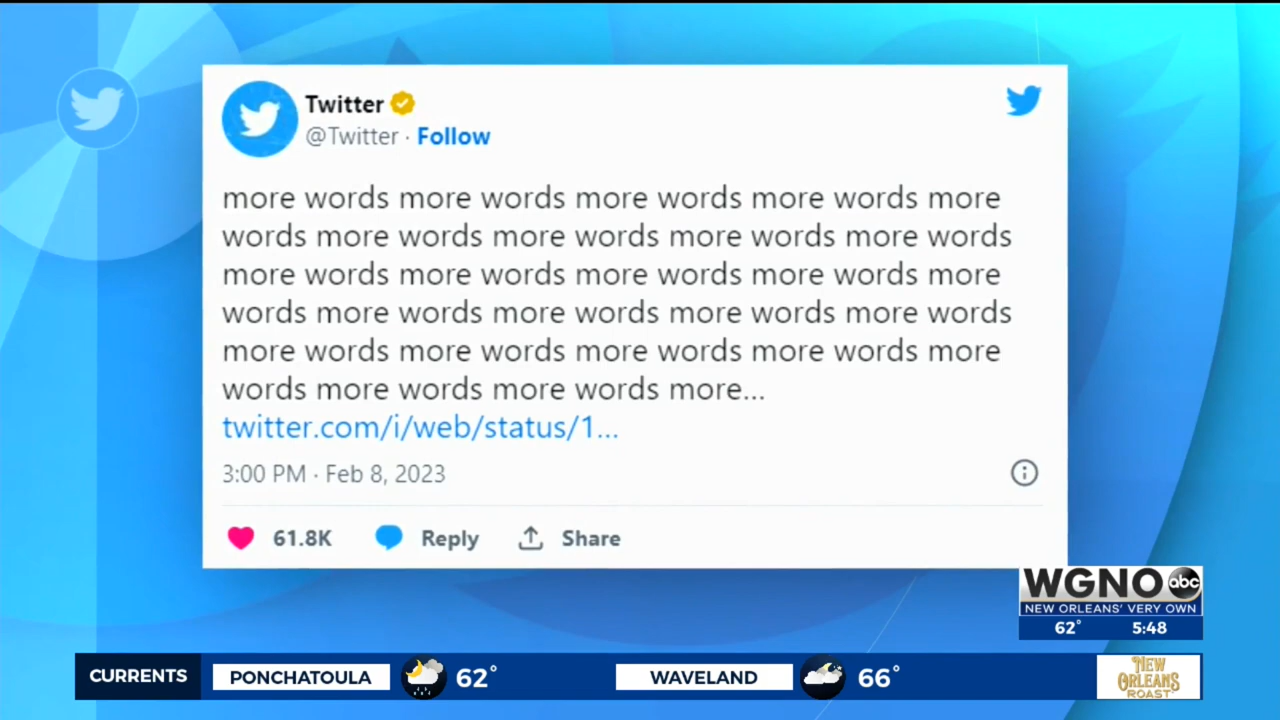 Twitter
@Twitter · Follow
more words more words more words more words more
words more words more words more words more words
more words more words more words more words more
words more words more words more words more words
more words more words more words more words more
words more words more words more...
twitter.com/i/web/status/1...
3:00 PM · Feb 8, 2023
61.8K Reply Share
WGNO abc
NEW ORLEANS' VERY OWN
62° 5:48
CURRENTS PONCHATOULA 62° WAVELAND 66°
NEW
ORLEANS
ROAST